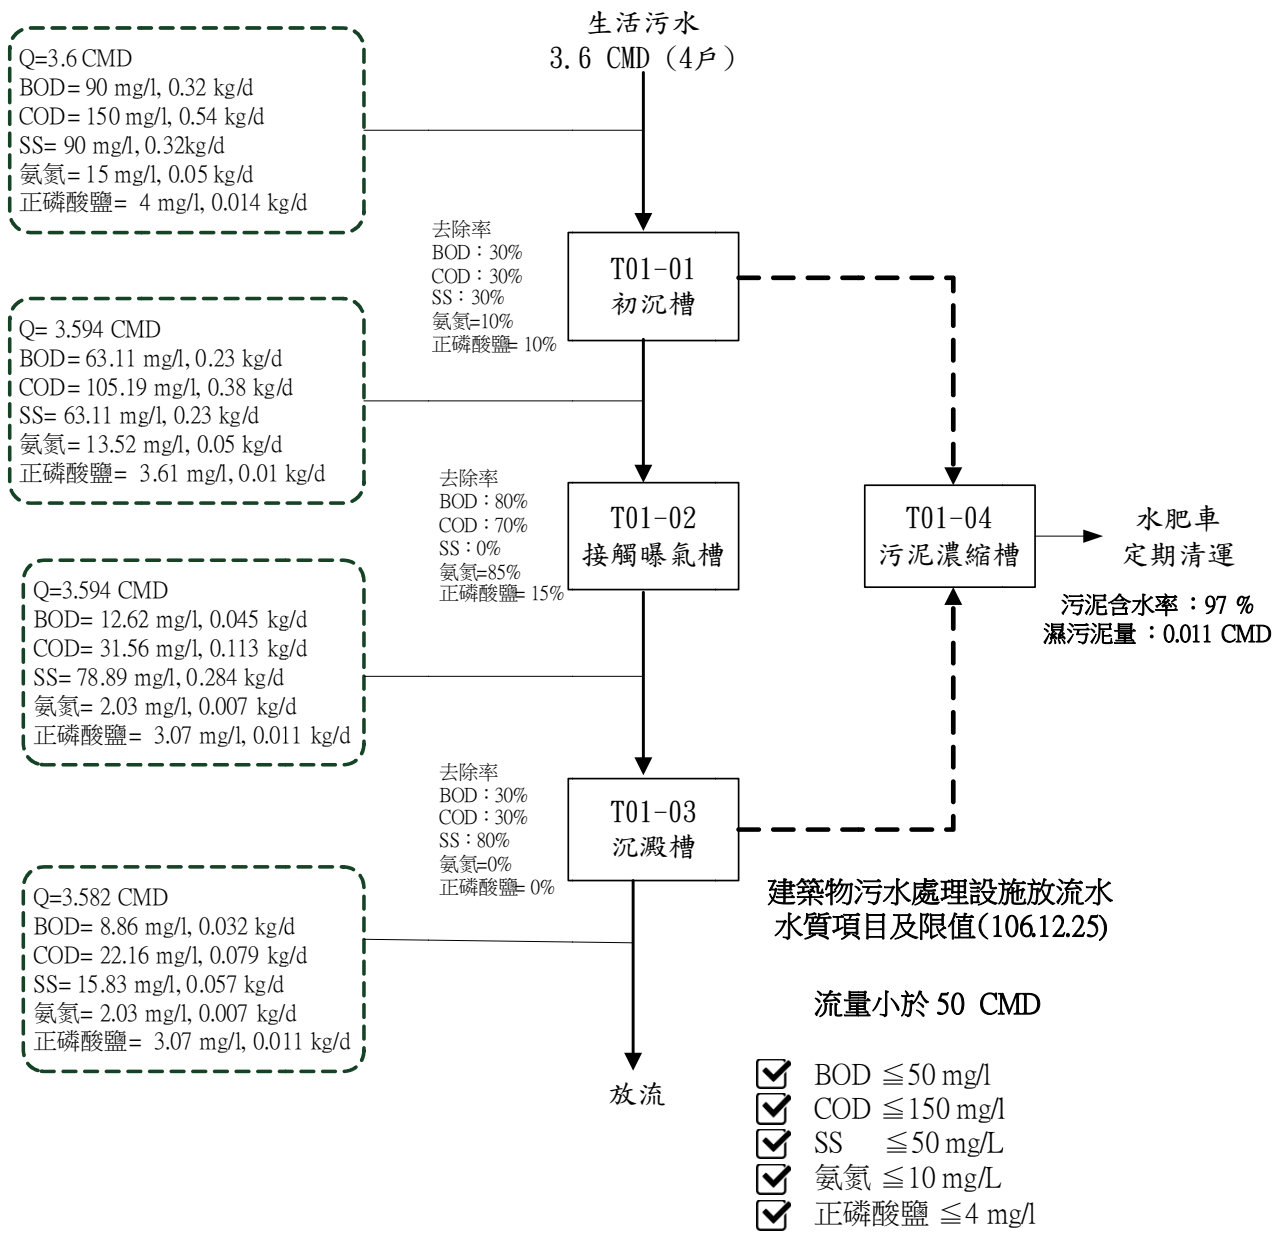 生活污水
3.6 CMD (4戶)
Q=3.6 CMD
BOD= 90 mg/l, 0.32 kg/d
COD= 150 mg/l, 0.54 kg/d
SS= 90 mg/l, 0.32kg/d
氨氮= 15 mg/l, 0.05 kg/d
正磷酸鹽= 4 mg/l, 0.014 kg/d
去除率
BOD：30%
COD：30%
SS：30%
氨氮=10%
正磷酸鹽= 10%
T01-01
初沉槽
Q= 3.594 CMD
BOD= 63.11 mg/l, 0.23 kg/d
COD= 105.19 mg/l, 0.38 kg/d
SS= 63.11 mg/l, 0.23 kg/d
氨氮= 13.52 mg/l, 0.05 kg/d
正磷酸鹽= 3.61 mg/l, 0.01 kg/d
去除率
BOD：80%
COD：70%
SS：0%
氨氮=85%
正磷酸鹽= 15%
T01-02
接觸曝氣槽
T01-04
污泥濃縮槽
水肥車
定期清運
污泥含水率：97 %
濕污泥量：0.011 CMD
Q=3.594 CMD
BOD= 12.62 mg/l, 0.045 kg/d
COD= 31.56 mg/l, 0.113 kg/d
SS= 78.89 mg/l, 0.284 kg/d
氨氮= 2.03 mg/l, 0.007 kg/d
正磷酸鹽= 3.07 mg/l, 0.011 kg/d
去除率
BOD：30%
COD：30%
SS：80%
氨氮=0%
正磷酸鹽= 0%
T01-03
沉澱槽
Q=3.582 CMD
BOD= 8.86 mg/l, 0.032 kg/d
COD= 22.16 mg/l, 0.079 kg/d
SS= 15.83 mg/l, 0.057 kg/d
氨氮= 2.03 mg/l, 0.007 kg/d
正磷酸鹽= 3.07 mg/l, 0.011 kg/d
放流
建築物污水處理設施放流水
水質項目及限值(106.12.25)
流量小於 50 CMD
BOD ≦50 mg/l
COD ≦150 mg/l
SS ≦50 mg/L
氨氮 ≦10 mg/L
正磷酸鹽 ≦4 mg/l